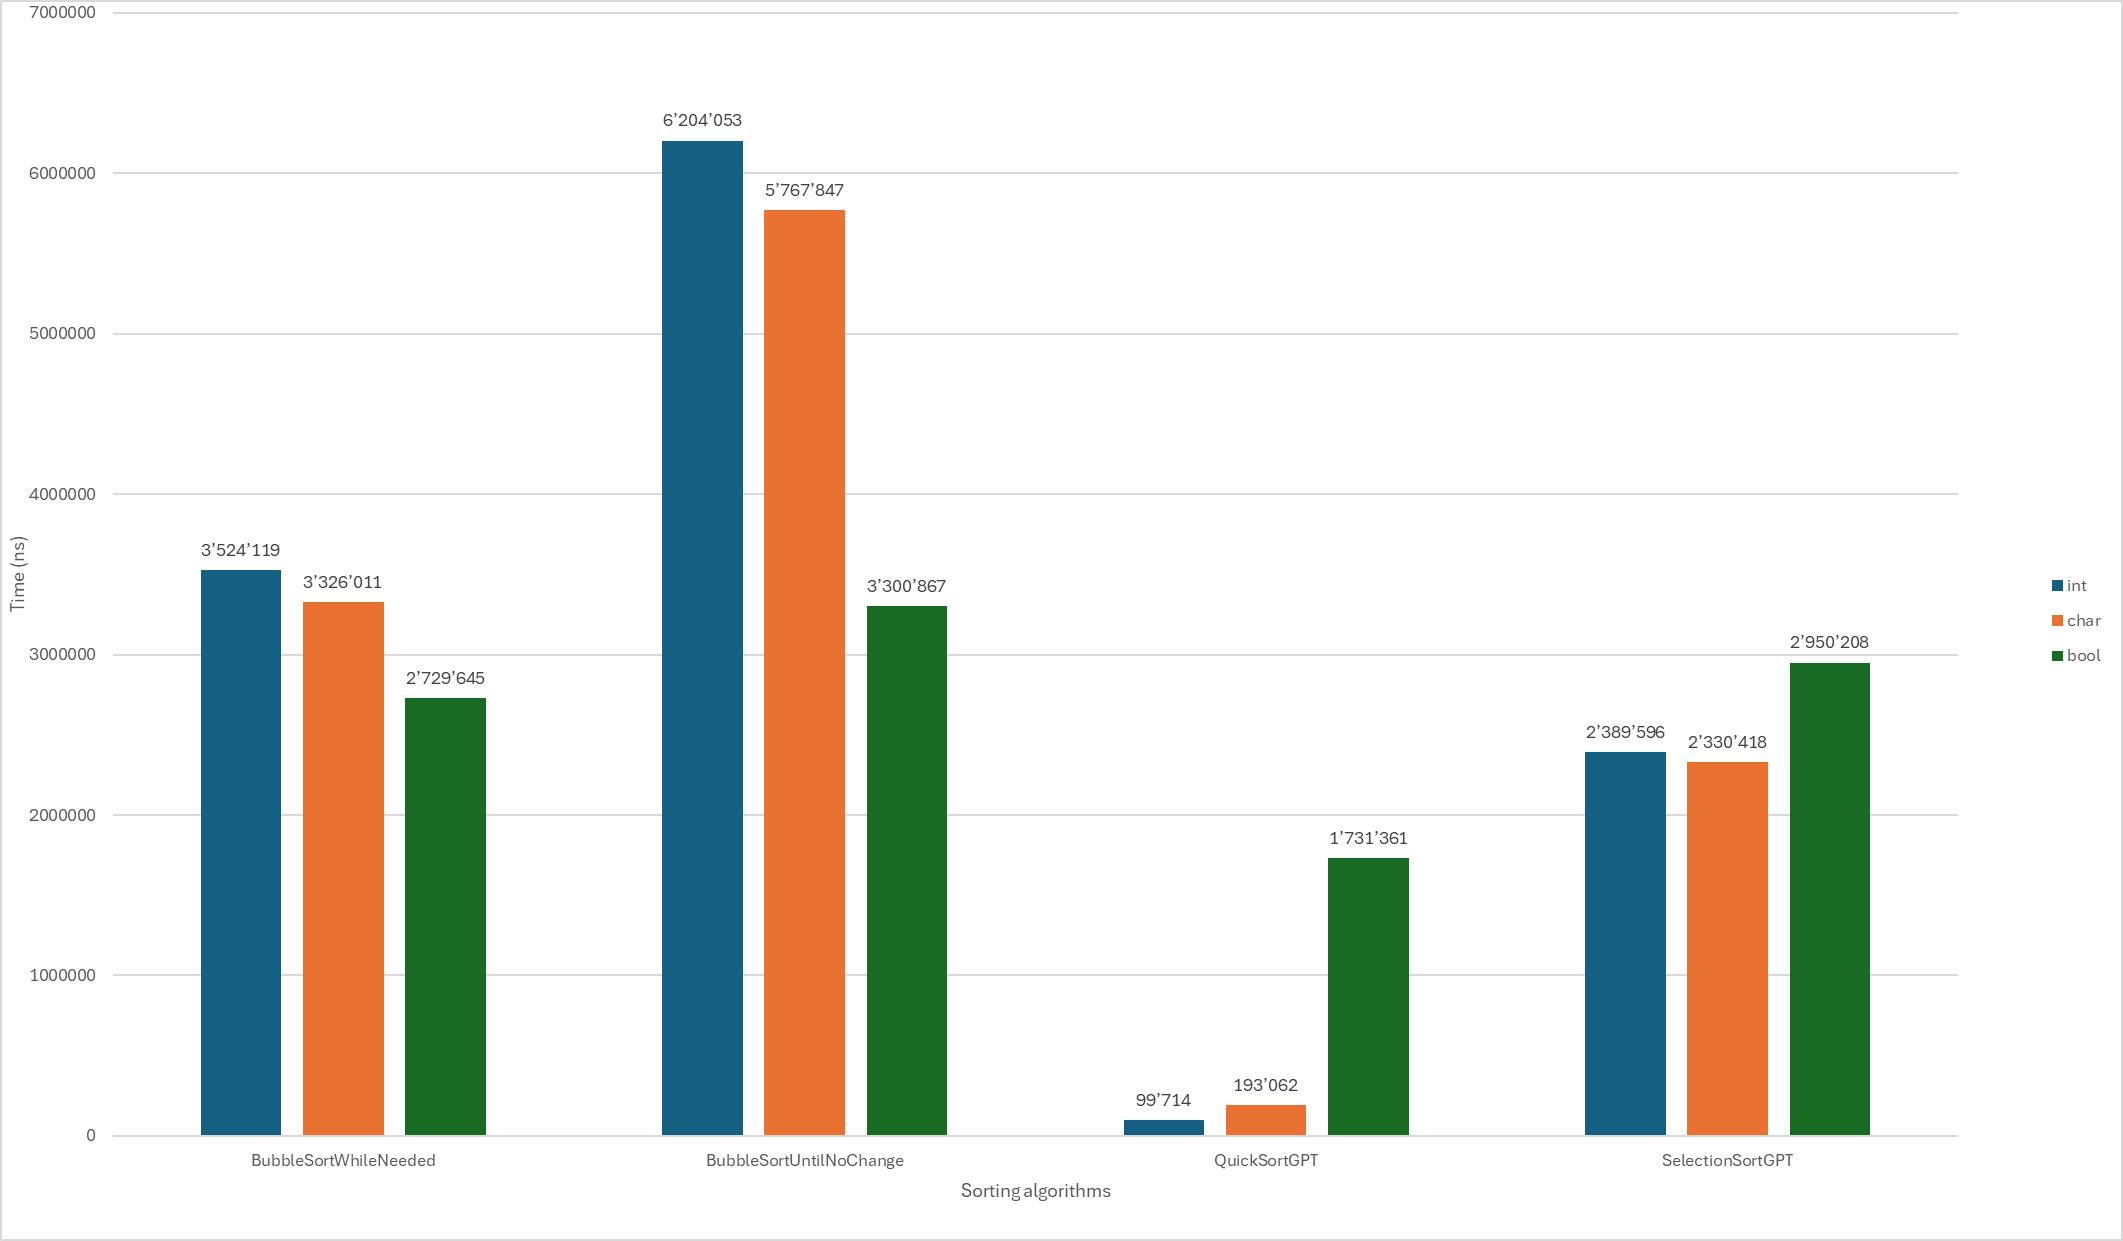 7000000
6000000
5000000
4000000
3000000
2000000
1000000
0
Time (ns)
3’524’119
3’326’011
2’729’645
6’204’053
5’767’847
3’300’867
99’714
193’062
1’731’361
2’389’596
2’330’418
2’950’208
BubbleSortWhileNeeded
BubbleSortUntilNoChange
QuickSortGPT
SelectionSortGPT
Sorting algorithms
int
char
bool